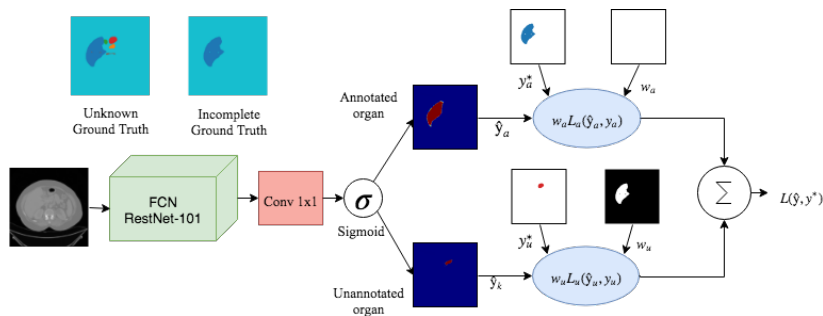 Unknown
Ground Truth
Incomplete
Ground Truth
Annotated
organ
y*a
wa
ŷa
waLa(ŷa, ya)
FCN
RestNet-101
Conv 1x1
σ
Sigmoid
∑
L(ŷ, y*)
Unannotated
organ
ŷk
y*u
wu
wuLu(ŷu, yu)